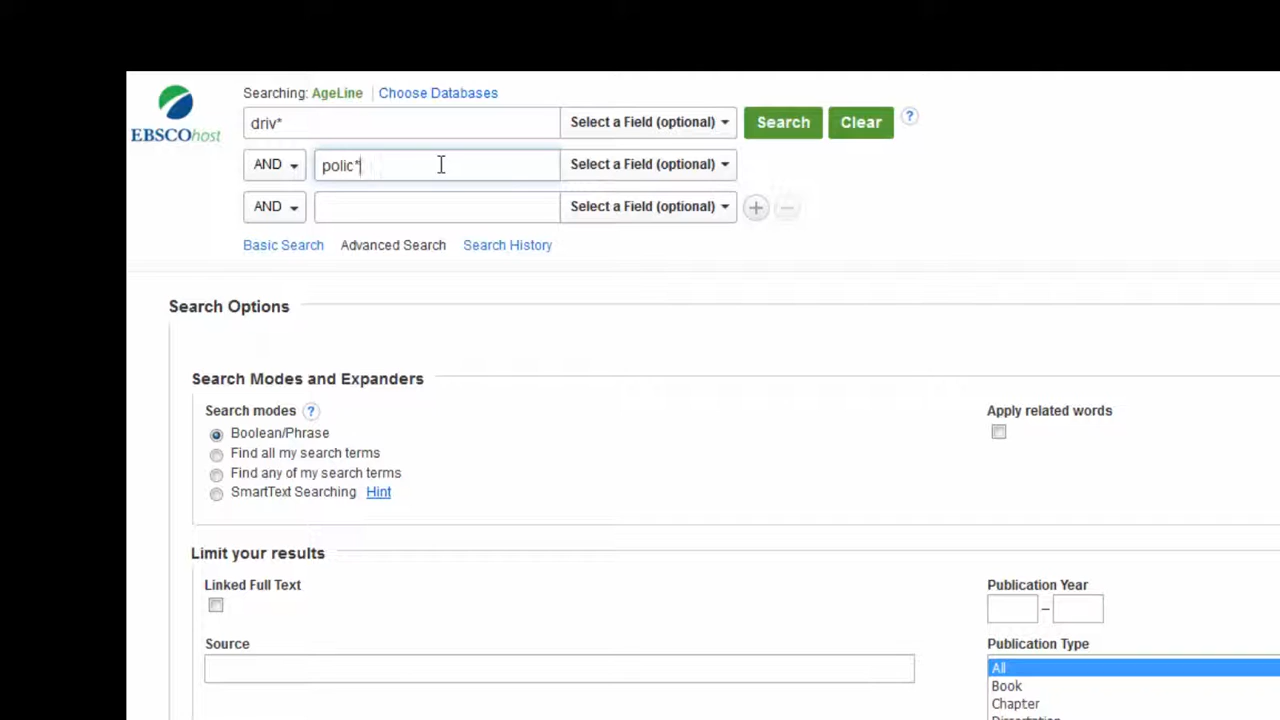 Searching: AgeLine Choose Databases
EBSCOhost
driv* Select a Field (optional) Search Clear ?
AND polic* Select a Field (optional)
AND Select a Field (optional)
Basic Search Advanced Search Search History
Search Options
Search Modes and Expanders
Search modes ? Apply related words
Boolean/Phrase
Find all my search terms
Find any of my search terms
SmartText Searching Hint
Limit your results
Linked Full Text Publication Year
–
Source Publication Type
All
Book
Chapter